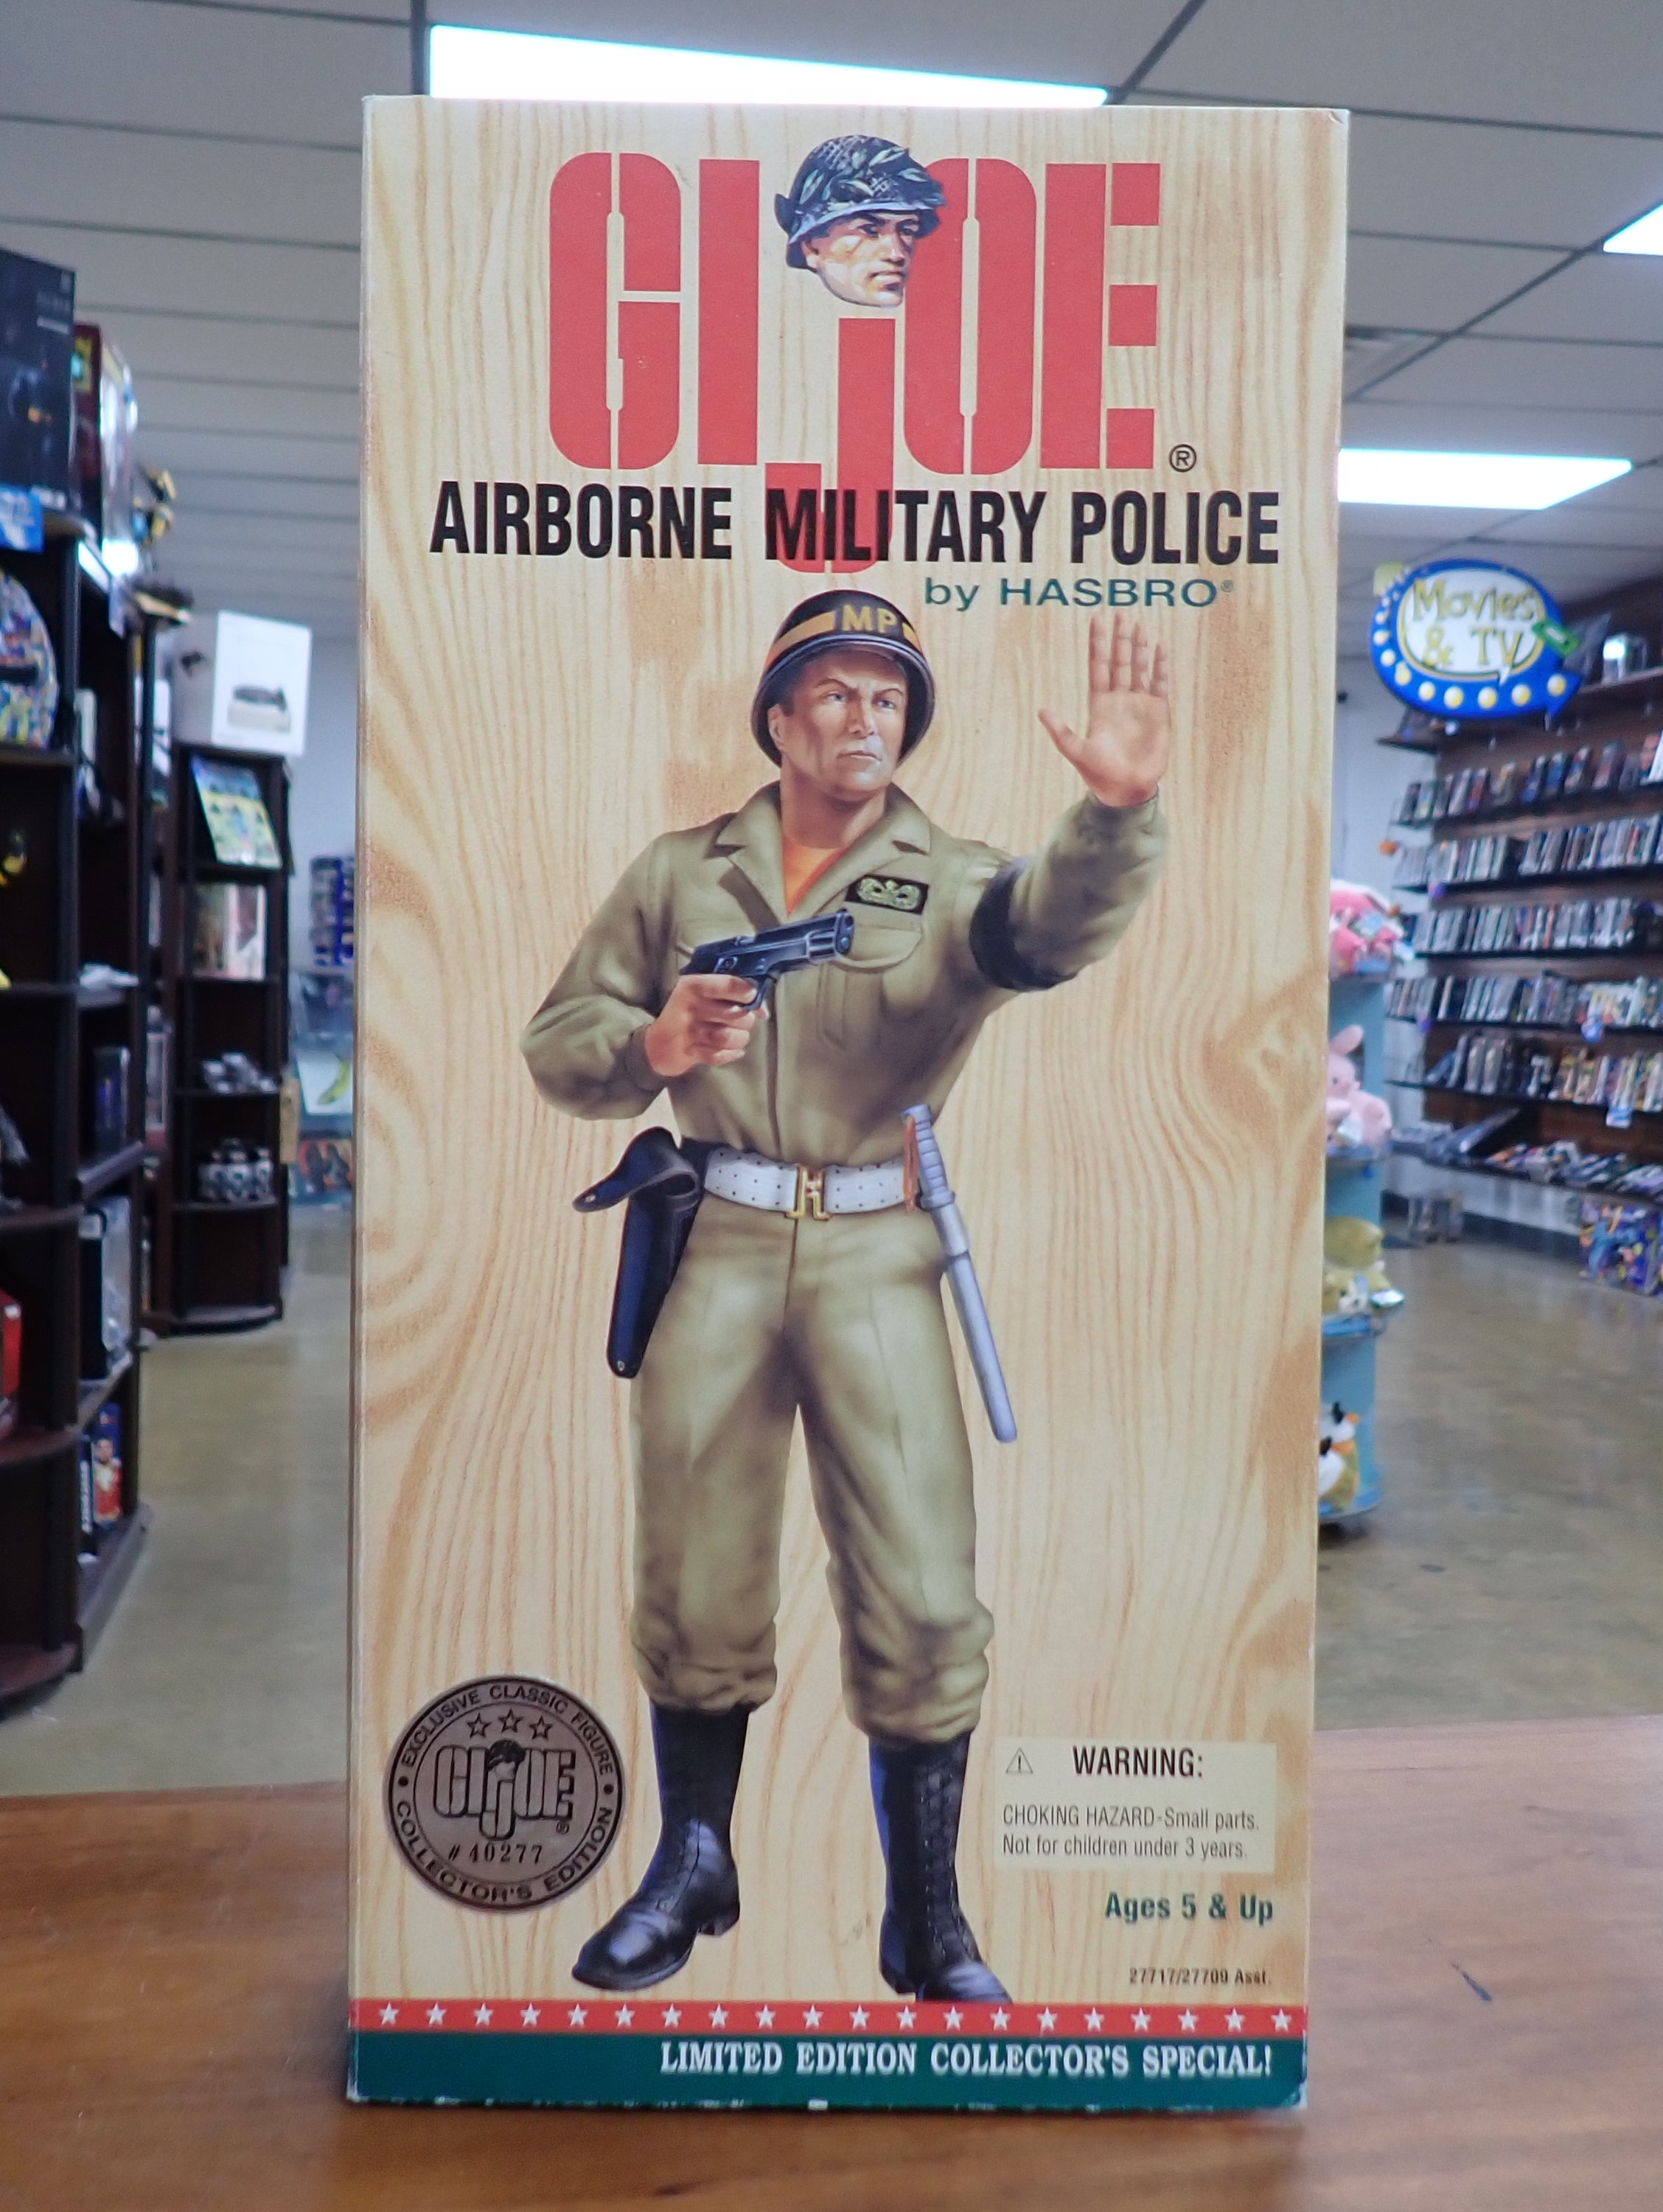 GI JOE ®
AIRBORNE MILITARY POLICE
by HASBRO®
MP
Movies
& TV
EXCLUSIVE CLASSIC FIGURE
GI JOE ®
#40277
COLLECTOR'S EDITION
WARNING:
CHOKING HAZARD-Small parts.
Not for children under 3 years.
Ages 5 & Up
27717/27709 Asst.
LIMITED EDITION COLLECTOR'S SPECIAL!